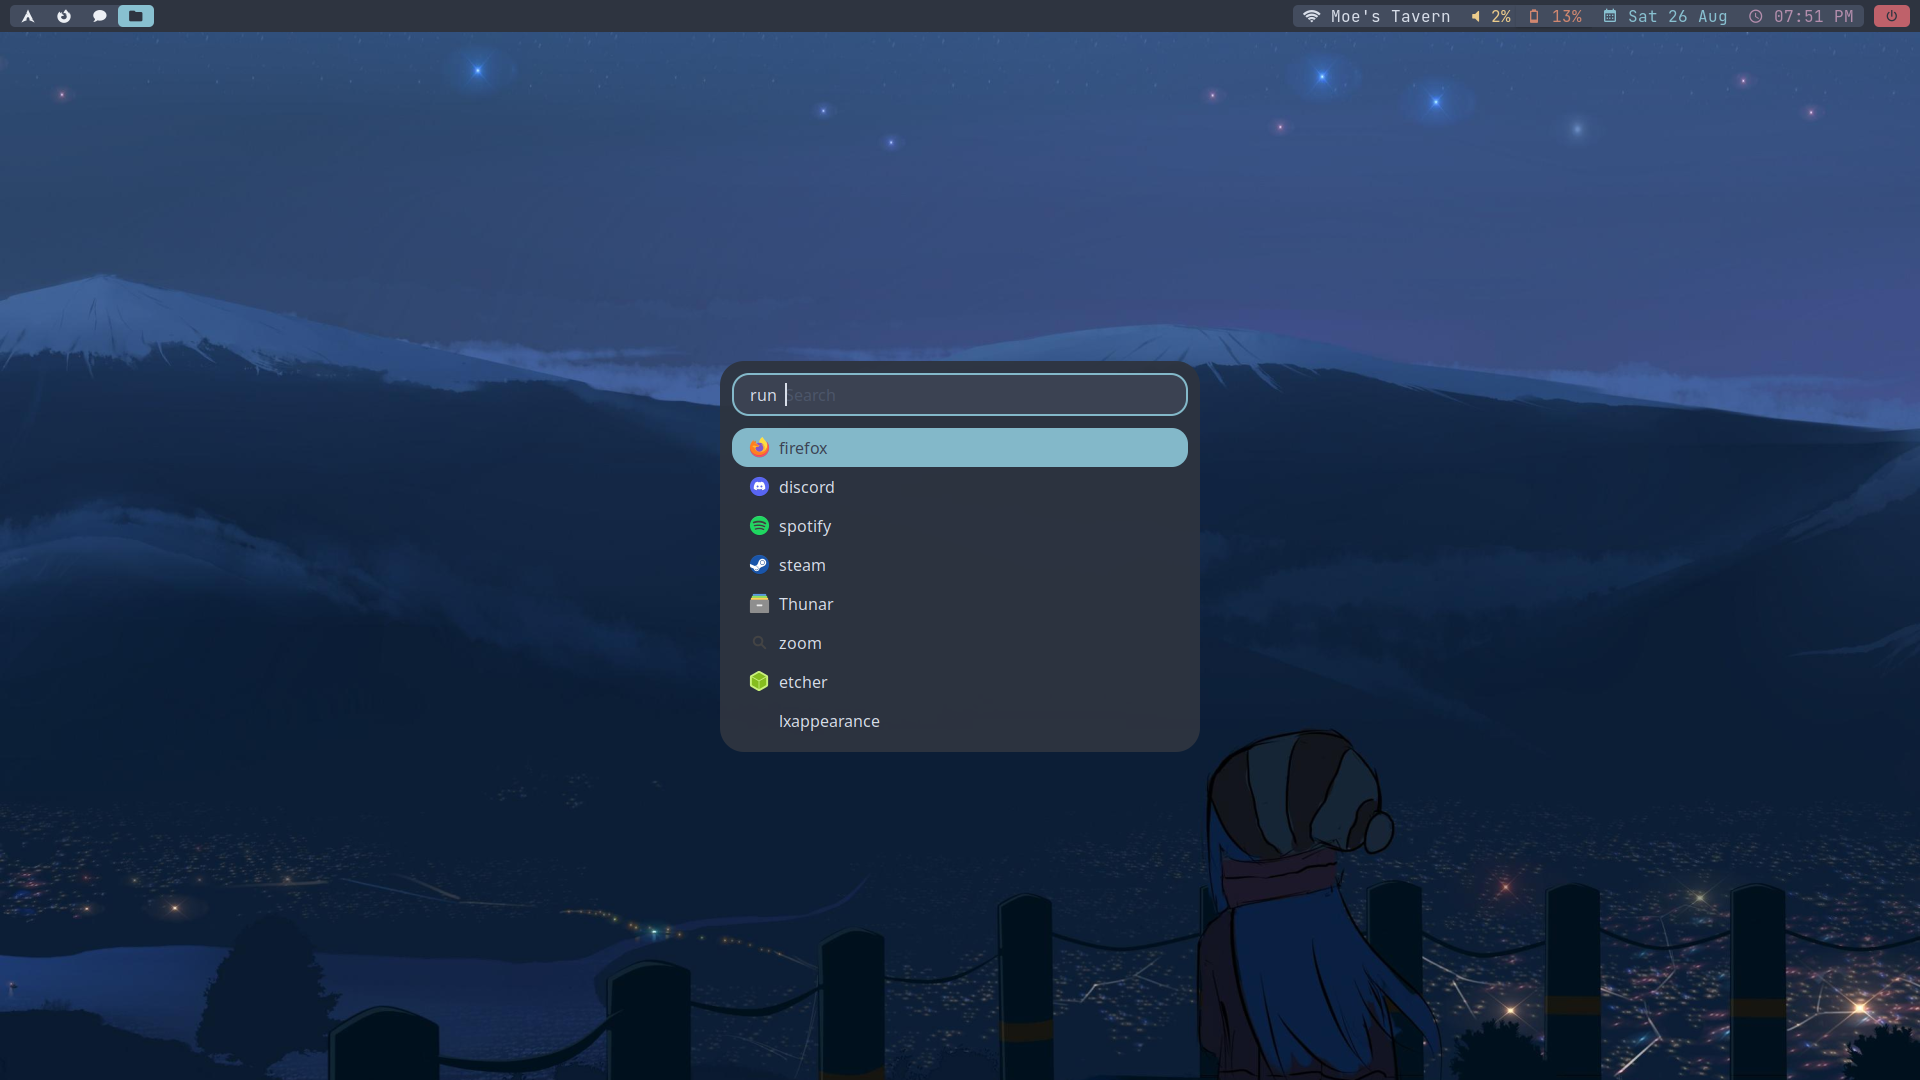 Moe's Tavern 2% 13% Sat 26 Aug 07:51 PM
run Search
firefox
discord
spotify
steam
Thunar
zoom
etcher
lxappearance